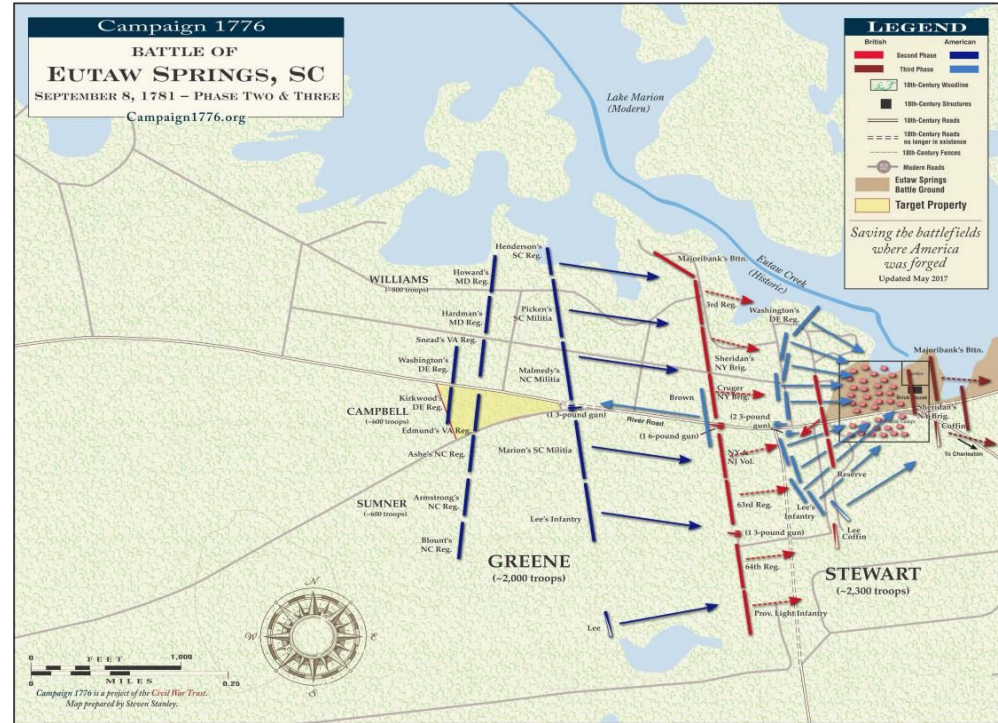 Campaign 1776
BATTLE OF
EUTAW SPRINGS, SC
SEPTEMBER 8, 1781 – PHASE TWO & THREE
Campaign1776.org
LEGEND
British
American
Second Phase
Third Phase
18th-Century Woodline
18th-Century Structures
18th-Century Roads
18th-Century Roads
no longer in existence
18th-Century Fences
Modern Roads
Eutaw Springs
Battle Ground
Target Property
Saving the battlefields
where America
was forged
Updated May 2017
Lake Marion
(Modern)
Eutaw Creek
(Historic)
Henderson's
SC Reg.
WILLIAMS
(~500 troops)
Howard's
MD Reg.
Hardman's
MD Reg.
Picken's
SC Militia
Snead's VA Reg.
Washington's
DE Reg.
Malmedy's
NC Militia
Kirkwood's
DE Reg.
CAMPBELL
(~600 troops)
Edmund's VA Reg.
(1 3-pound gun)
Ashe's NC Reg.
Marion's SC Militia
SUMNER
(~600 troops)
Armstrong's
NC Reg.
Lee's Infantry
Blount's
NC Reg.
GREENE
(~2,000 troops)
Lee
Majoribank's Bttn.
3rd Reg.
Washington's
DE Reg.
Sheridan's
NY Brig.
Cruger
NY Brig.
Brown
River Road
(2 3-pound
gun)
(1 6-pound gun)
NY &
NJ Vol.
63rd Reg.
(1 3-pound gun)
64th Reg.
Prov. Light Infantry
Lee's
Infantry
Lee
Coffin
Reserve
Majoribank's Bttn.
Sheridan's
NY Brig.
Coffin
To Charleston
STEWART
(~2,300 troops)
N
W
E
S
FEET
0
1,000
MILES
0
0.25
Campaign 1776 is a project of the Civil War Trust.
Map prepared by Steven Stanley.